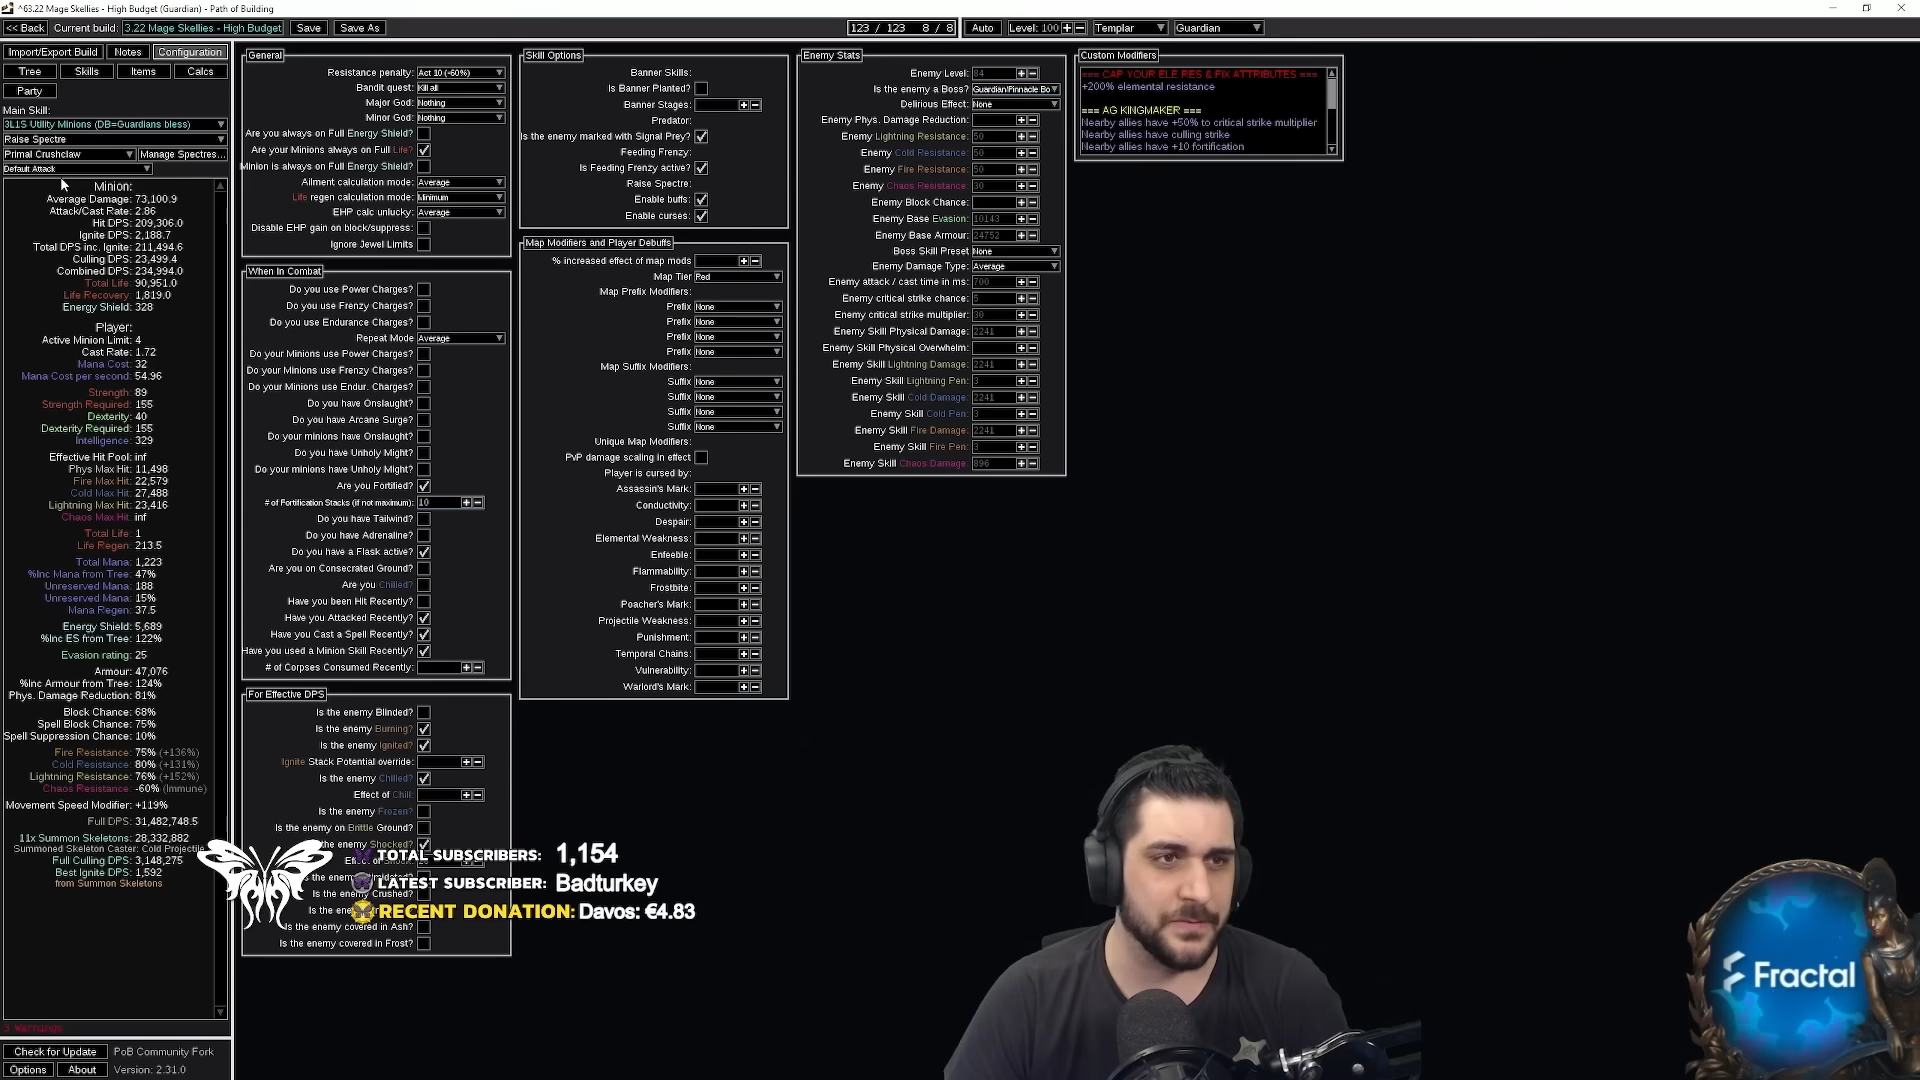 ^63.22 Mage Skellies - High Budget (Guardian) - Path of Building
<< Back
Current build: 3.22 Mage Skellies - High Budget
Save
Save As
123 / 123 8 / 8
Auto
Level: 100
Templar
Guardian
Import/Export Build
Notes
Configuration
Tree
Skills
Items
Calcs
Party
Main Skill:
3L1S Utility Minions (DB=Guardians bless)
Raise Spectre
Primal Crushclaw
Manage Spectres...
Default Attack
Minion:
Average Damage: 73,100.9
Attack/Cast Rate: 2.86
Hit DPS: 209,306.0
Ignite DPS: 2,188.7
Total DPS inc. Ignite: 211,494.6
Culling DPS: 23,499.4
Combined DPS: 234,994.0
Total Life: 90,951.0
Life Recovery: 1,819.0
Energy Shield: 328
Player:
Active Minion Limit: 4
Cast Rate: 1.72
Mana Cost: 32
Mana Cost per second: 54.96
Strength: 89
Strength Required: 155
Dexterity: 40
Dexterity Required: 155
Intelligence: 329
Effective Hit Pool: inf
Phys Max Hit: 11,498
Fire Max Hit: 22,579
Cold Max Hit: 27,488
Lightning Max Hit: 23,416
Chaos Max Hit: inf
Total Life: 1
Life Regen: 213.5
Total Mana: 1,223
%Inc Mana from Tree: 47%
Unreserved Mana: 188
Unreserved Mana: 15%
Mana Regen: 37.5
Energy Shield: 5,689
%Inc ES from Tree: 122%
Evasion rating: 25
Armour: 47,076
%Inc Armour from Tree: 124%
Phys. Damage Reduction: 81%
Block Chance: 68%
Spell Block Chance: 75%
Spell Suppression Chance: 10%
Fire Resistance: 75% (+136%)
Cold Resistance: 80% (+131%)
Lightning Resistance: 76% (+152%)
Chaos Resistance: -60% (Immune)
Movement Speed Modifier: +119%
Full DPS: 31,482,748.5
11x Summon Skeletons: 28,332,882
Summoned Skeleton Caster: Cold Projectile
Full Culling DPS: 3,148,275
Best Ignite DPS: 1,592
from Summon Skeletons
3 Warnings
Check for Update
PoB Community Fork
Options
About
Version: 2.31.0
General
Resistance penalty: Act 10 (-60%)
Bandit quest: Kill all
Major God: Nothing
Minor God: Nothing
Are you always on Full Energy Shield?
Are your Minions always on Full Life?
Minion is always on Full Energy Shield?
Ailment calculation mode: Average
Life regen calculation mode: Minimum
EHP calc unlucky: Average
Disable EHP gain on block/suppress:
Ignore Jewel Limits
When In Combat
Do you use Power Charges?
Do you use Frenzy Charges?
Do you use Endurance Charges?
Repeat Mode Average
Do your Minions use Power Charges?
Do your Minions use Frenzy Charges?
Do your Minions use Endur. Charges?
Do you have Onslaught?
Do you have Arcane Surge?
Do your minions have Onslaught?
Do you have Unholy Might?
Do your minions have Unholy Might?
Are you Fortified?
# of Fortification Stacks (if not maximum): 10
Do you have Tailwind?
Do you have Adrenaline?
Do you have a Flask active?
Are you on Consecrated Ground?
Are you Chilled?
Have you been Hit Recently?
Have you Attacked Recently?
Have you Cast a Spell Recently?
Have you used a Minion Skill Recently?
# of Corpses Consumed Recently:
For Effective DPS
Is the enemy Blinded?
Is the enemy Burning?
Is the enemy Ignited?
Ignite Stack Potential override:
Is the enemy Chilled?
Effect of Chill:
Is the enemy Frozen?
Is the enemy on Brittle Ground?
the enemy Shocked?
TOTAL SUBSCRIBERS: 1,154
LATEST SUBSCRIBER: Badturkey
Is the enemy Crushed?
RECENT DONATION: Davos: €4.83
Is the enemy covered in Ash?
Is the enemy covered in Frost?
Skill Options
Banner Skills:
Is Banner Planted?
Banner Stages:
Predator:
Is the enemy marked with Signal Prey?
Feeding Frenzy:
Is Feeding Frenzy active?
Raise Spectre:
Enable buffs:
Enable curses:
Map Modifiers and Player Debuffs
% increased effect of map mods
Map Tier Red
Map Prefix Modifiers:
Prefix None
Prefix None
Prefix None
Prefix None
Map Suffix Modifiers:
Suffix None
Suffix None
Suffix None
Suffix None
Unique Map Modifiers:
PvP damage scaling in effect
Player is cursed by:
Assassin's Mark:
Conductivity:
Despair:
Elemental Weakness:
Enfeeble:
Flammability:
Frostbite:
Poacher's Mark:
Projectile Weakness:
Punishment:
Temporal Chains:
Vulnerability:
Warlord's Mark:
Enemy Stats
Enemy Level: 84
Is the enemy a Boss? Guardian/Pinnacle Bo
Delirious Effect: None
Enemy Phys. Damage Reduction:
Enemy Lightning Resistance: 50
Enemy Cold Resistance: 50
Enemy Fire Resistance: 50
Enemy Chaos Resistance: 30
Enemy Block Chance:
Enemy Base Evasion: 10143
Enemy Base Armour: 24752
Boss Skill Preset None
Enemy Damage Type: Average
Enemy attack / cast time in ms: 700
Enemy critical strike chance: 5
Enemy critical strike multiplier: 30
Enemy Skill Physical Damage: 2241
Enemy Skill Physical Overwhelm:
Enemy Skill Lightning Damage: 2241
Enemy Skill Lightning Pen: 3
Enemy Skill Cold Damage: 2241
Enemy Skill Cold Pen: 3
Enemy Skill Fire Damage: 2241
Enemy Skill Fire Pen: 3
Enemy Skill Chaos Damage: 896
Custom Modifiers
=== CAP YOUR ELE RES & FIX ATTRIBUTES ===
+200% elemental resistance
=== AG KINGMAKER ===
Nearby allies have +50% to critical strike multiplier
Nearby allies have culling strike
Nearby allies have +10 fortification
Fractal